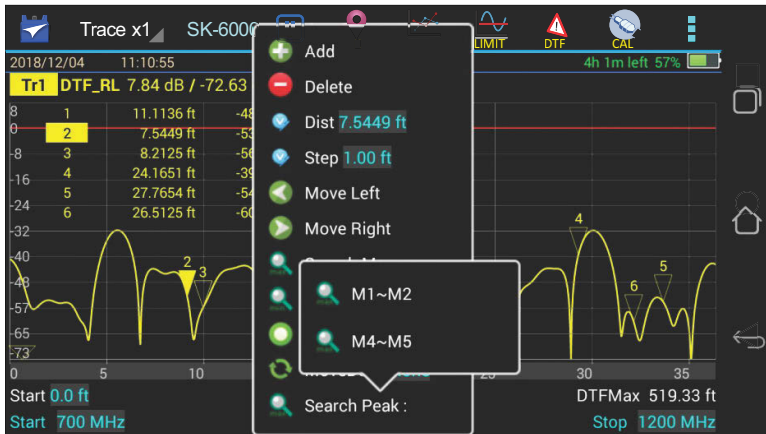 Trace x1 SK-6000 LIMIT DTF CAL
2018/12/04 11:10:55 4h 1m left 57%
Tr1 DTF_RL 7.84 dB / -72.63
8 1 11.1136 ft -48
0 2 7.5449 ft -53
-8 3 8.2125 ft -56
-16 4 24.1651 ft -39
5 27.7654 ft -54
-24 6 26.5125 ft -60
-32
-40
-48
-57
-65
-73
2
3
4
5
6
0 5 10 25 30 35
Start 0.0 ft DTFMax 519.33 ft
Start 700 MHz Stop 1200 MHz
Add
Delete
Dist 7.5449 ft
Step 1.00 ft
Move Left
Move Right
M1~M2
M4~M5
Search Peak :